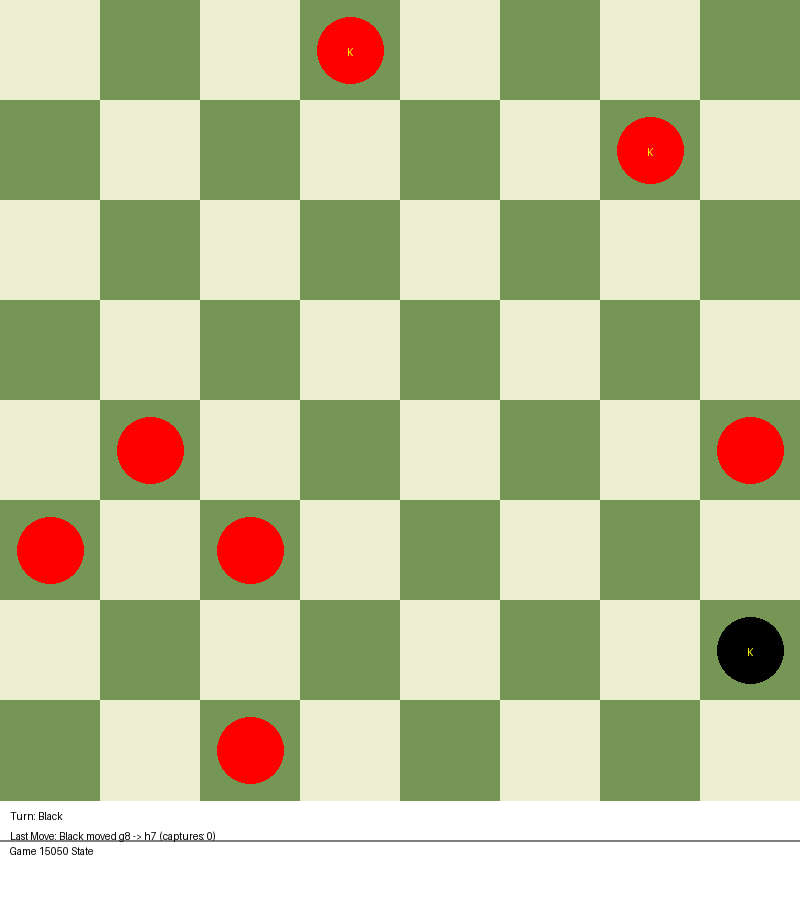 K
K
K
Turn: Black
Last Move: Black moved g8 -> h7 (captures: 0)
Game 15050 State